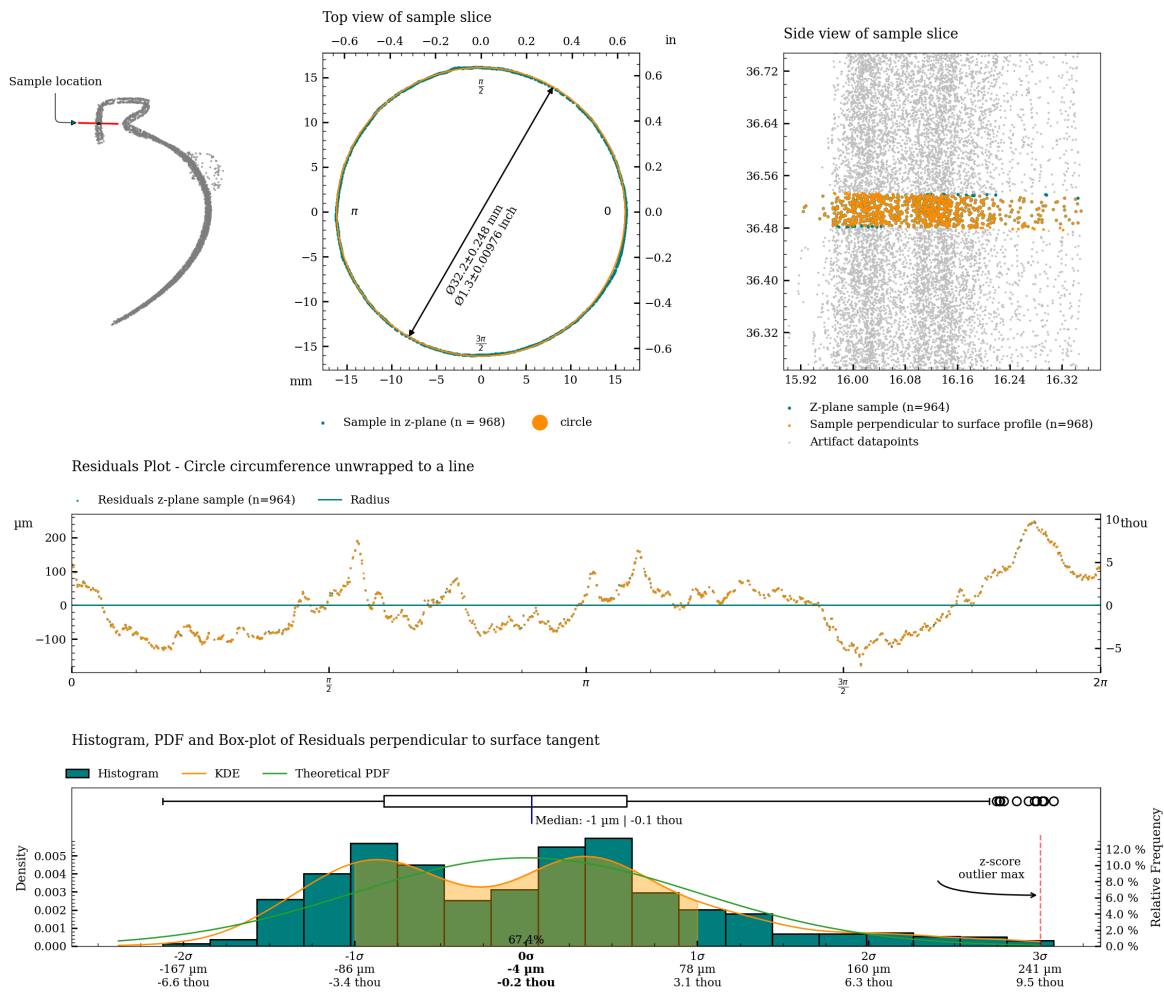 Top view of sample slice
Side view of sample slice
Sample location
−0.6 −0.4 −0.2 0.0 0.2 0.4 0.6 in
15
10
5
0
−5
−10
−15
0.6
0.4
0.2
0.0
−0.2
−0.4
−0.6
π/2
π
0
3π/2
Ø32.2±0.248 mm
Ø1.3±0.00976 inch
mm −15 −10 −5 0 5 10 15
Sample in z-plane (n = 968) circle
36.72
36.64
36.56
36.48
36.40
36.32
15.92 16.00 16.08 16.16 16.24 16.32
Z-plane sample (n=964)
Sample perpendicular to surface profile (n=968)
Artifact datapoints
Residuals Plot - Circle circumference unwrapped to a line
Residuals z-plane sample (n=964) Radius
µm
200
100
0
−100
10 thou
5
0
−5
0 π/2 π 3π/2 2π
Histogram, PDF and Box-plot of Residuals perpendicular to surface tangent
Histogram KDE Theoretical PDF
Median: -1 µm | -0.1 thou
Density
0.005
0.004
0.003
0.002
0.001
0.000
z-score
outlier max
12.0 %
10.0 %
8.0 %
6.0 %
4.0 %
2.0 %
0.0 %
Relative Frequency
67.4%
-2σ -1σ 0σ 1σ 2σ 3σ
-167 µm -86 µm -4 µm 78 µm 160 µm 241 µm
-6.6 thou -3.4 thou -0.2 thou 3.1 thou 6.3 thou 9.5 thou